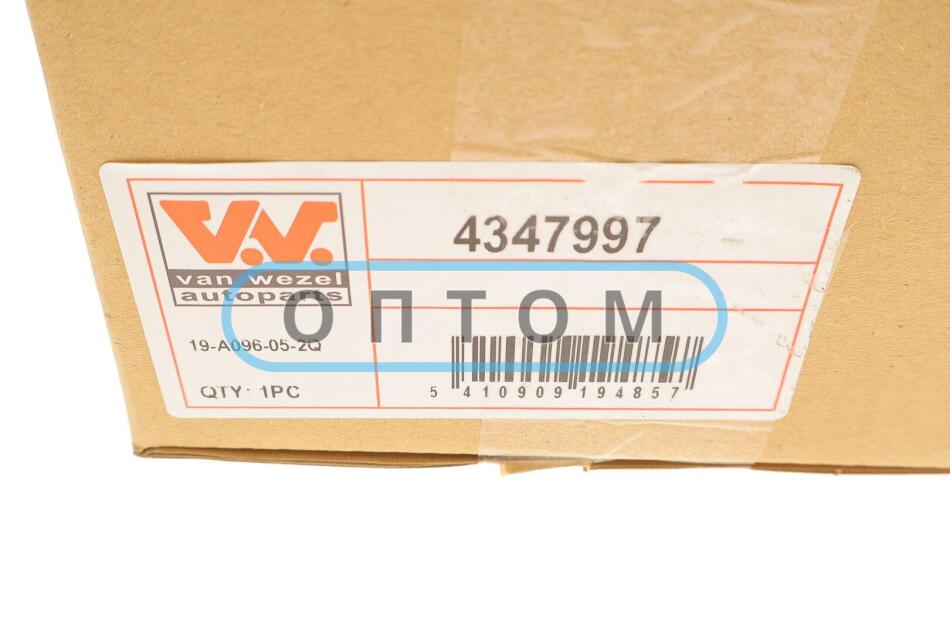 V.W.
van wezel
autoparts
4347997
ОПТОМ
19-A096-05-2Q
QTY: 1PC
5 410909 194857